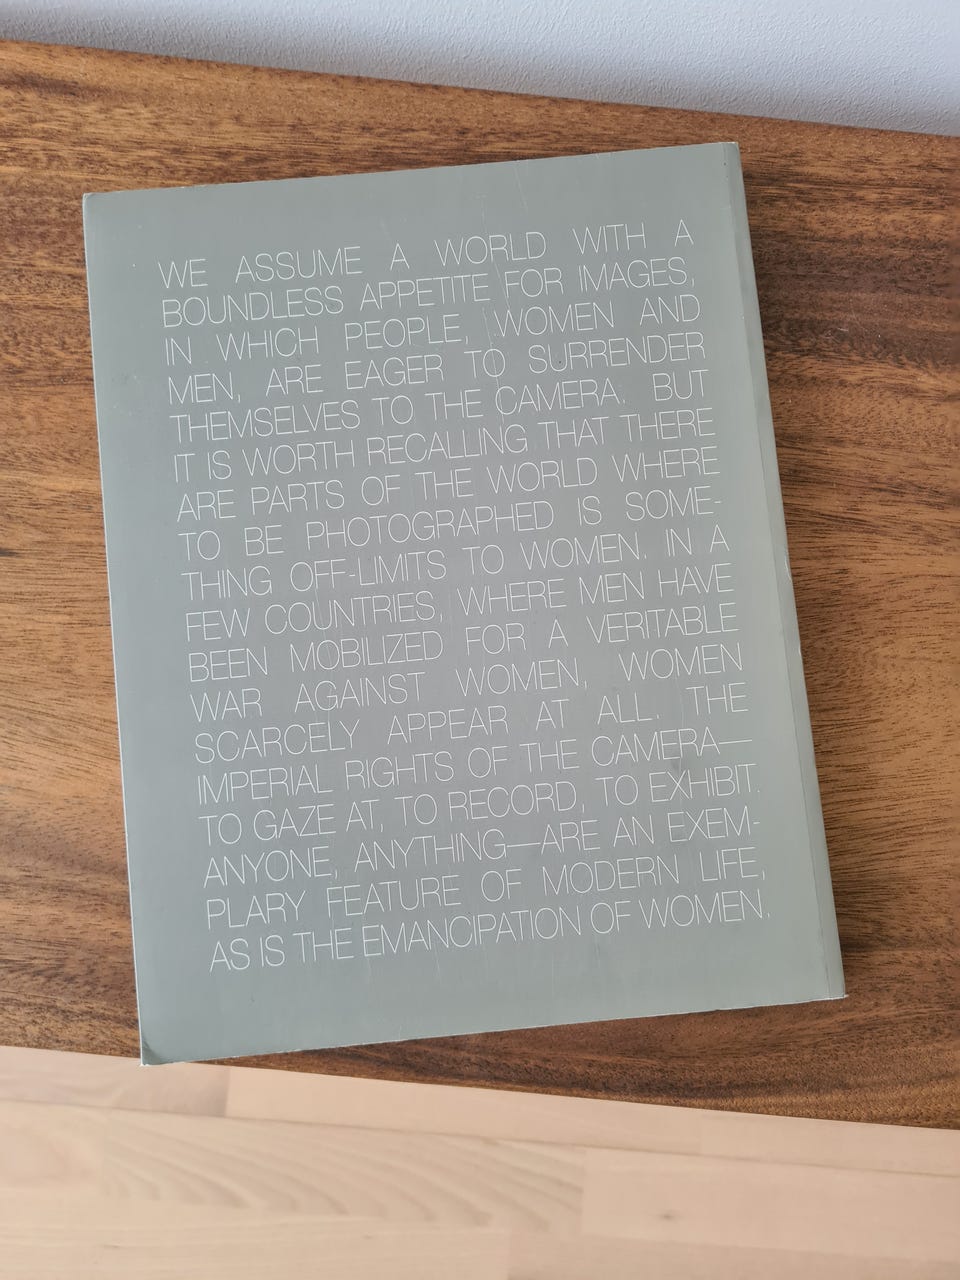 WE ASSUME A WORLD WITH A
BOUNDLESS APPETITE FOR IMAGES,
IN WHICH PEOPLE, WOMEN AND
MEN, ARE EAGER TO SURRENDER
THEMSELVES TO THE CAMERA. BUT
IT IS WORTH RECALLING THAT THERE
ARE PARTS OF THE WORLD WHERE
TO BE PHOTOGRAPHED IS SOME-
THING OFF-LIMITS TO WOMEN. IN A
FEW COUNTRIES, WHERE MEN HAVE
BEEN MOBILIZED FOR A VERITABLE
WAR AGAINST WOMEN, WOMEN
SCARCELY APPEAR AT ALL. THE
IMPERIAL RIGHTS OF THE CAMERA—
TO GAZE AT, TO RECORD, TO EXHIBIT
ANYONE, ANYTHING—ARE AN EXEM-
PLARY FEATURE OF MODERN LIFE,
AS IS THE EMANCIPATION OF WOMEN.